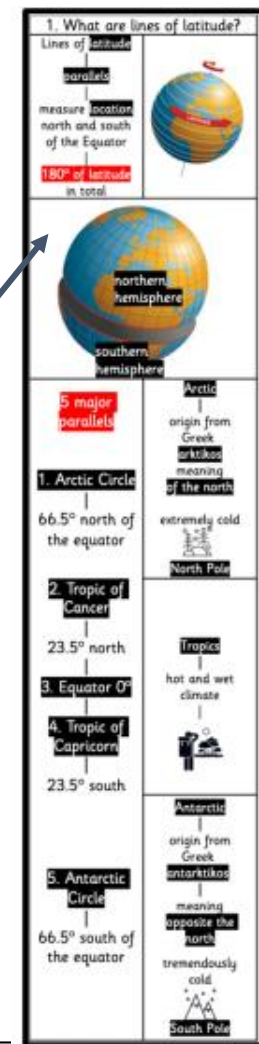 1. What are lines of latitude?
Lines of latitude
parallels
measure location
north and south
of the Equator
180° of latitude
in total
northern
hemisphere
southern
hemisphere
5 major
parallels
1. Arctic Circle
66.5° north of
the equator
2. Tropic of
Cancer
23.5° north
3. Equator 0°
4. Tropic of
Capricorn
23.5° south
5. Antarctic
Circle
66.5° south of
the equator
Arctic
origin from
Greek
arktikos
meaning
of the north
extremely cold
North Pole
Tropics
hot and wet
climate
Antarctic
origin from
Greek
antarktikos
meaning
opposite the
north
tremendously
cold
South Pole